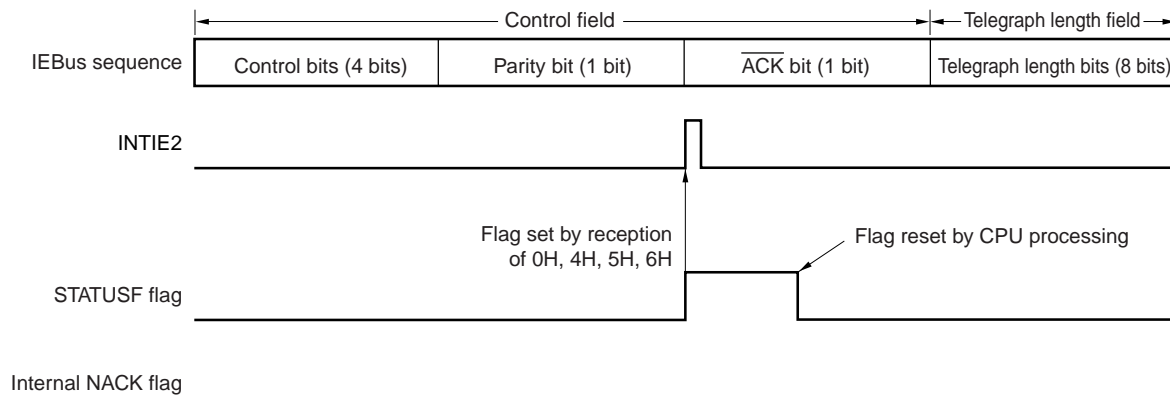 Control field
Telegraph length field
IEBus sequence
Control bits (4 bits)
Parity bit (1 bit)
A̅C̅K̅ bit (1 bit)
Telegraph length bits (8 bits)
INTIE2
Flag set by reception
of 0H, 4H, 5H, 6H
Flag reset by CPU processing
STATUSF flag
Internal NACK flag